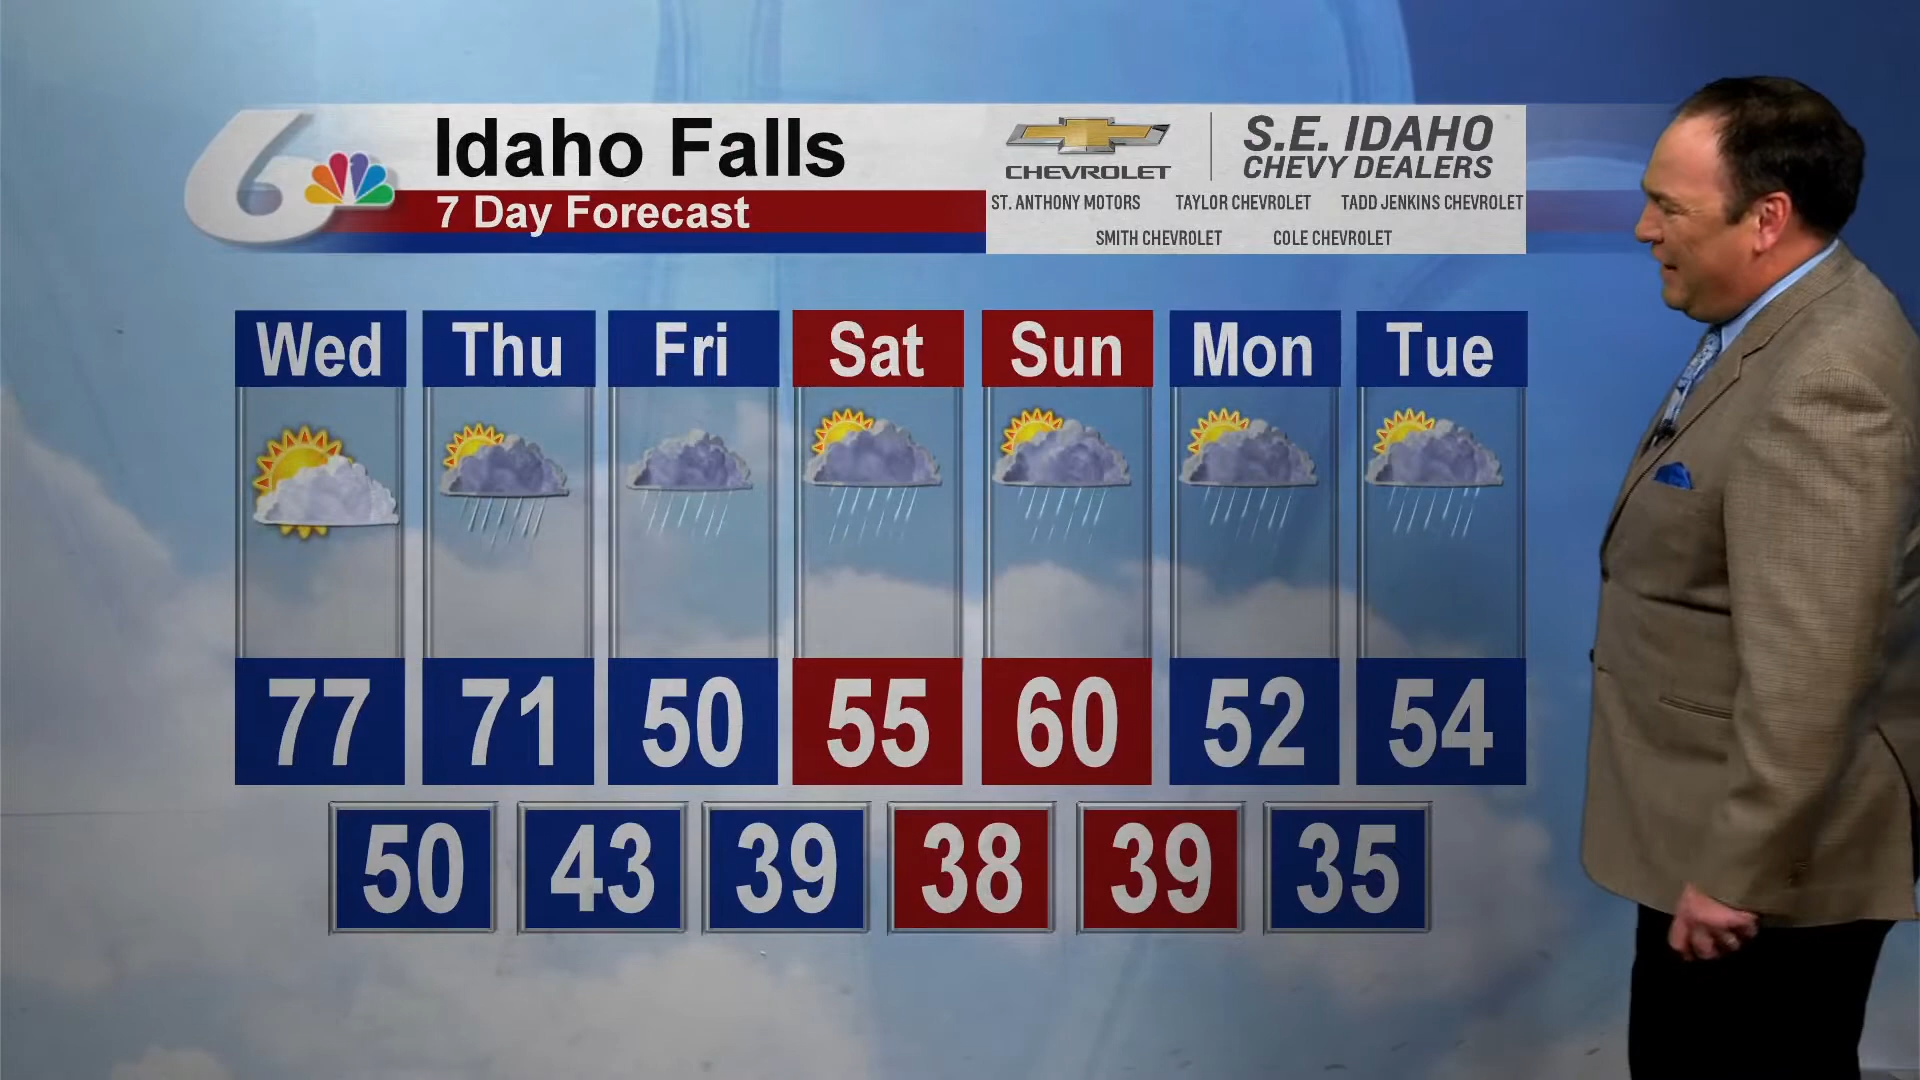 6
Idaho Falls
7 Day Forecast
CHEVROLET
S.E. IDAHO
CHEVY DEALERS
ST. ANTHONY MOTORS TAYLOR CHEVROLET TADD JENKINS CHEVROLET
SMITH CHEVROLET COLE CHEVROLET
Wed Thu Fri Sat Sun Mon Tue
77 71 50 55 60 52 54
50 43 39 38 39 35